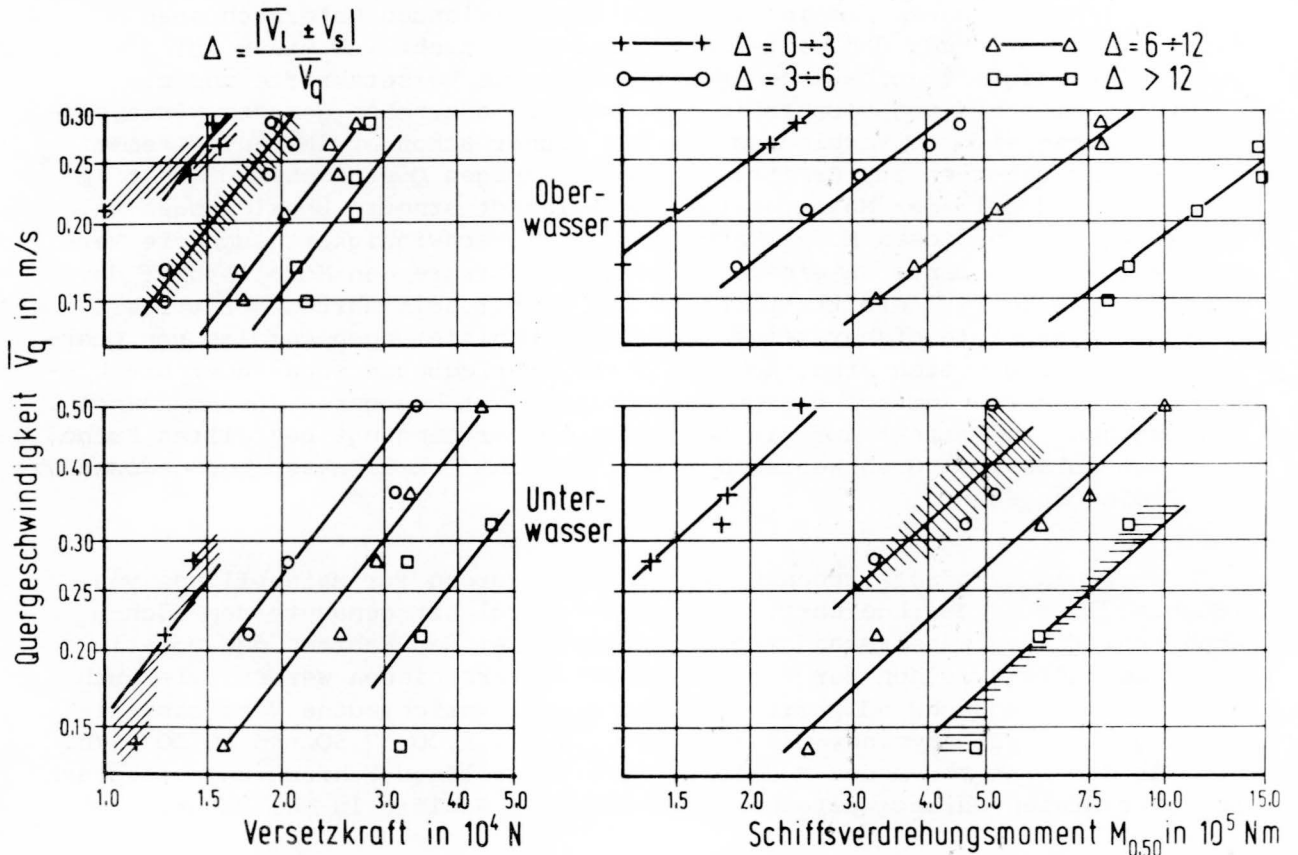 Δ = |V̅l ± Vs| / V̅q
Δ = 0÷3
Δ = 6÷12
Δ = 3÷6
Δ > 12
Quergeschwindigkeit V̅q in m/s
0.30
0.25
0.20
0.15
Ober-
wasser
0.50
0.40
0.30
0.25
0.20
0.15
Unter-
wasser
1.0 1.5 2.0 3.0 4.0 5.0
Versetzkraft in 10⁴ N
1.5 2.0 3.0 4.0 5.0 10.0 15.0
Schiffsverdrehungsmoment M0,50 in 10⁵ Nm